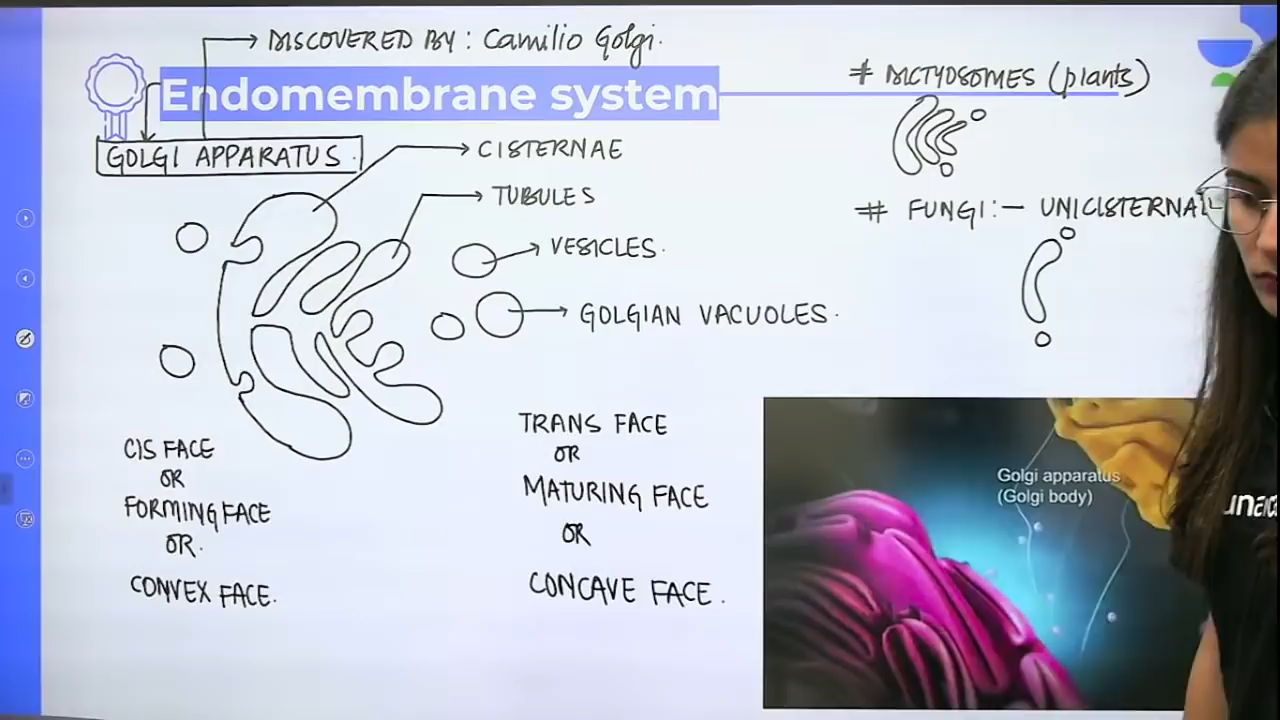 → DISCOVERED BY : Camilio Golgi.
Endomembrane system
GOLGI APPARATUS.
→ CISTERNAE
→ TUBULES
→ VESICLES.
→ GOLGIAN VACUOLES.
CIS FACE
OR
FORMING FACE
OR.
CONVEX FACE.
TRANS FACE
OR
MATURING FACE
OR
CONCAVE FACE.
# DICTYOSOMES (plants)
# FUNGI :- UNICISTERNAL
Golgi apparatus
(Golgi body)